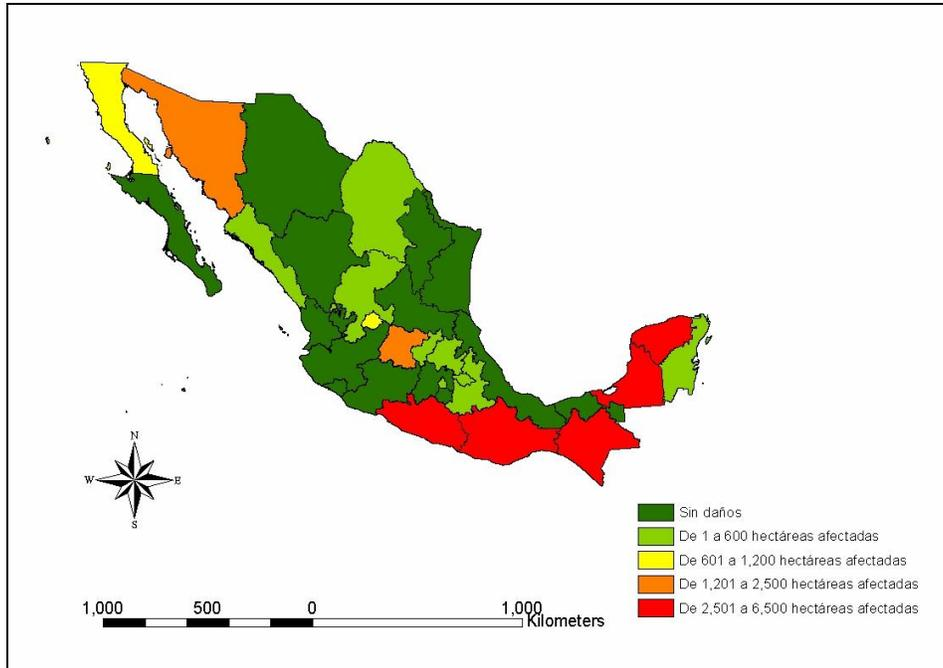 N
W E
S
Sin daños
De 1 a 600 hectáreas afectadas
De 601 a 1,200 hectáreas afectadas
De 1,201 a 2,500 hectáreas afectadas
De 2,501 a 6,500 hectáreas afectadas
1,000 500 0 1,000
Kilometers